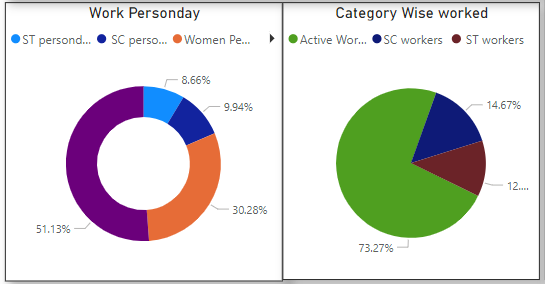 Work Personday
ST persond... SC perso... Women Pe...
8.66%
9.94%
30.28%
51.13%
Category Wise worked
Active Wor... SC workers ST workers
14.67%
12....
73.27%